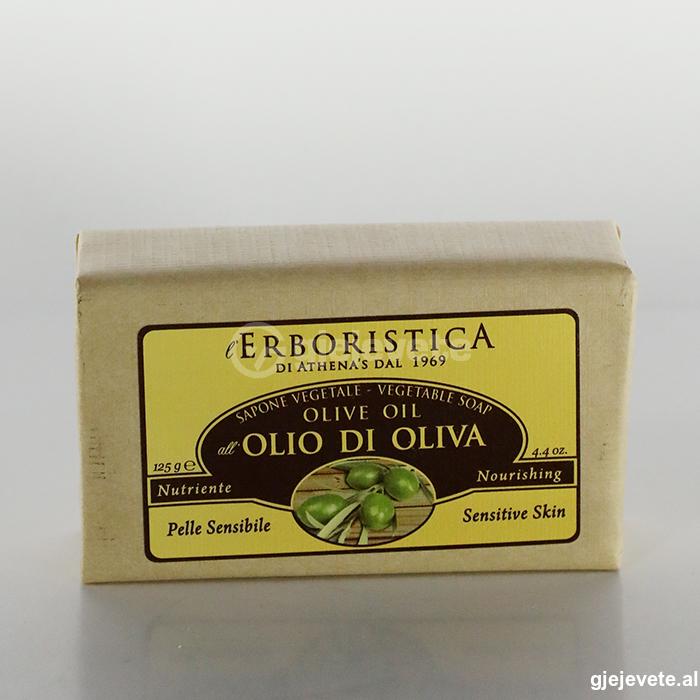 gjejevete
l'ERBORISTICA
DI ATHENA'S DAL 1969
SAPONE VEGETALE - VEGETABLE SOAP
OLIVE OIL
all' OLIO DI OLIVA
125 g e
4.4 oz.
Nutriente
Nourishing
Pelle Sensibile
Sensitive Skin
gjejevete.al